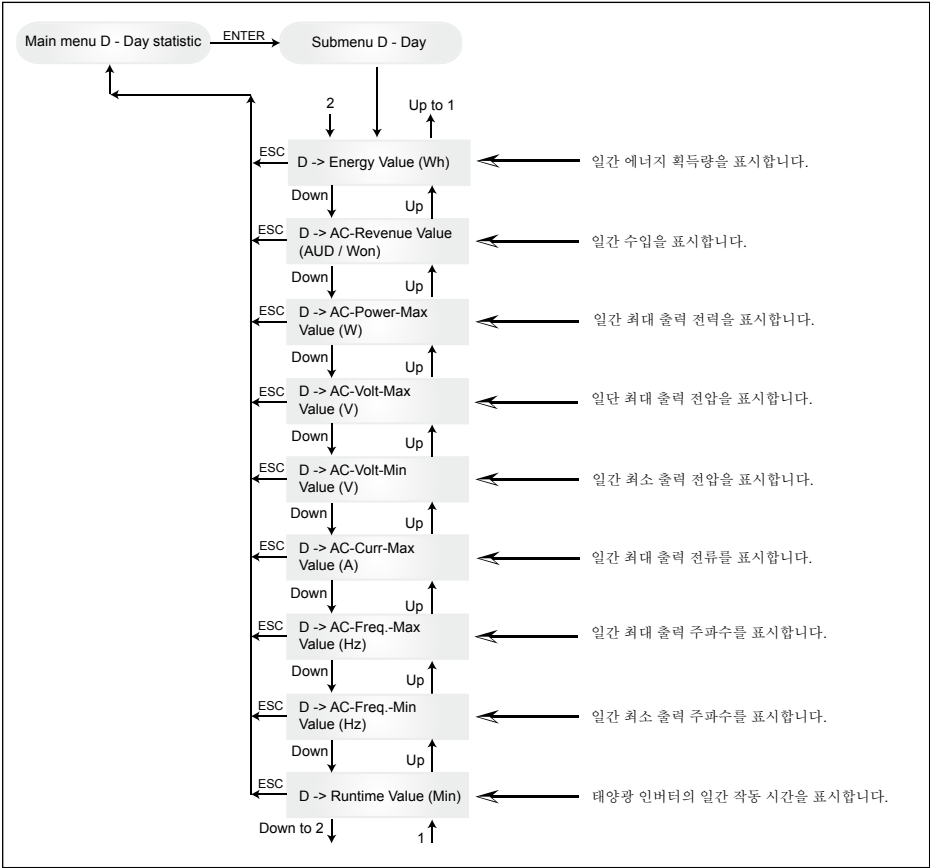 Main menu D - Day statistic
ENTER
Submenu D - Day
2
Up to 1
ESC
D -> Energy Value (Wh)
일간 에너지 획득량을 표시합니다.
Down
Up
ESC
D -> AC-Revenue Value
(AUD / Won)
일간 수입을 표시합니다.
Down
Up
ESC
D -> AC-Power-Max
Value (W)
일간 최대 출력 전력을 표시합니다.
Down
Up
ESC
D -> AC-Volt-Max
Value (V)
일단 최대 출력 전압을 표시합니다.
Down
Up
ESC
D -> AC-Volt-Min
Value (V)
일간 최소 출력 전압을 표시합니다.
Down
Up
ESC
D -> AC-Curr-Max
Value (A)
일간 최대 출력 전류를 표시합니다.
Down
Up
ESC
D -> AC-Freq.-Max
Value (Hz)
일간 최대 출력 주파수를 표시합니다.
Down
Up
ESC
D -> AC-Freq.-Min
Value (Hz)
일간 최소 출력 주파수를 표시합니다.
Down
Up
ESC
D -> Runtime Value (Min)
태양광 인버터의 일간 작동 시간을 표시합니다.
Down to 2
1